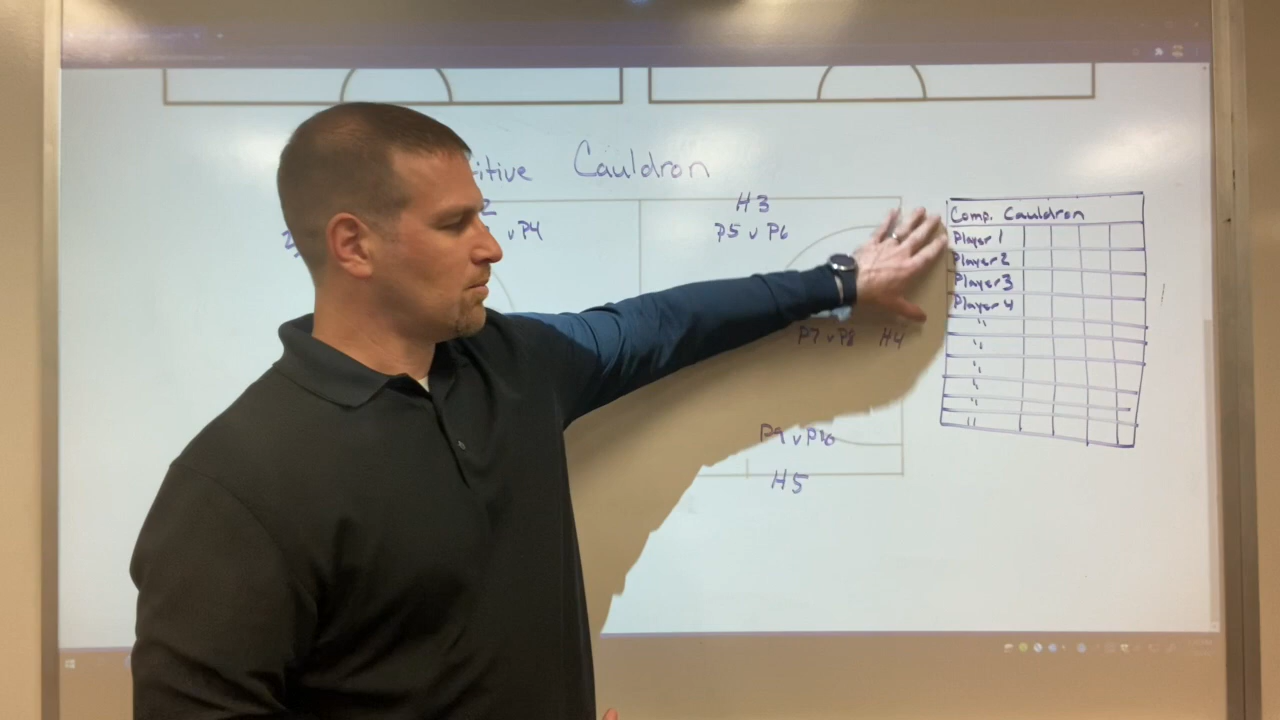 itive Cauldron
2
v P4
H3
P5 v P6
P7 v P8 H4
P9 v P10
H5
Comp. Cauldron
Player 1
Player 2
Player 3
Player 4
"
"
"
"
"
"